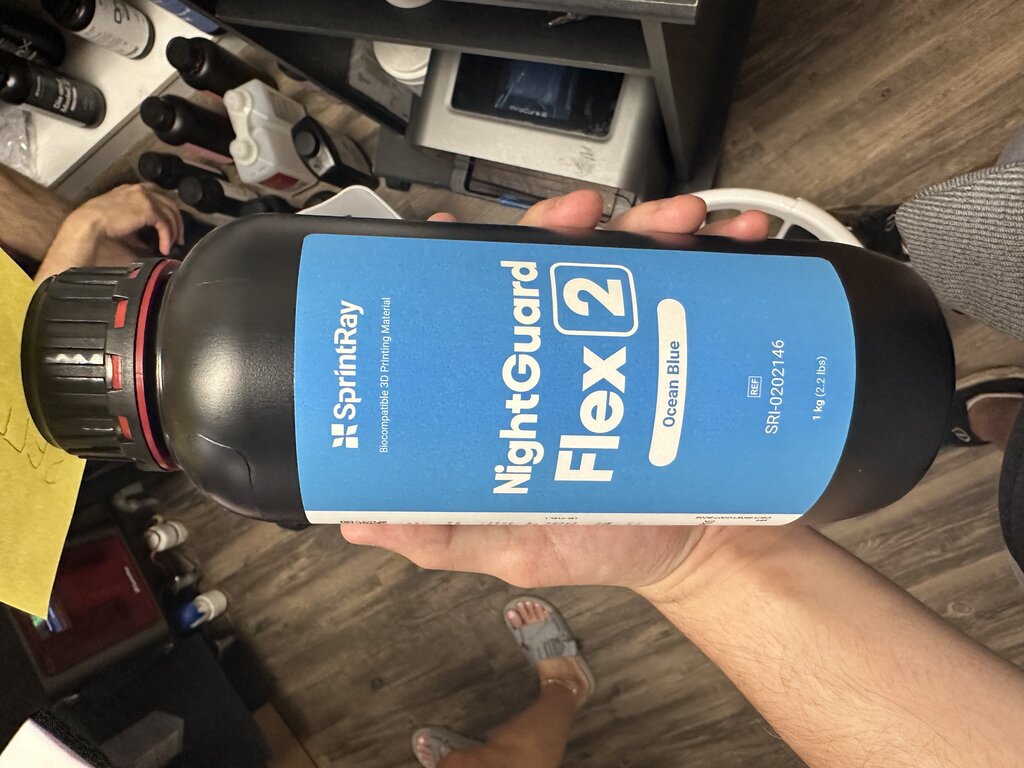 SprintRay
Biocompatible 3D Printing Material
NightGuard
Flex 2
Ocean Blue
REF
SRI-0202146
1 kg (2.2 lbs)